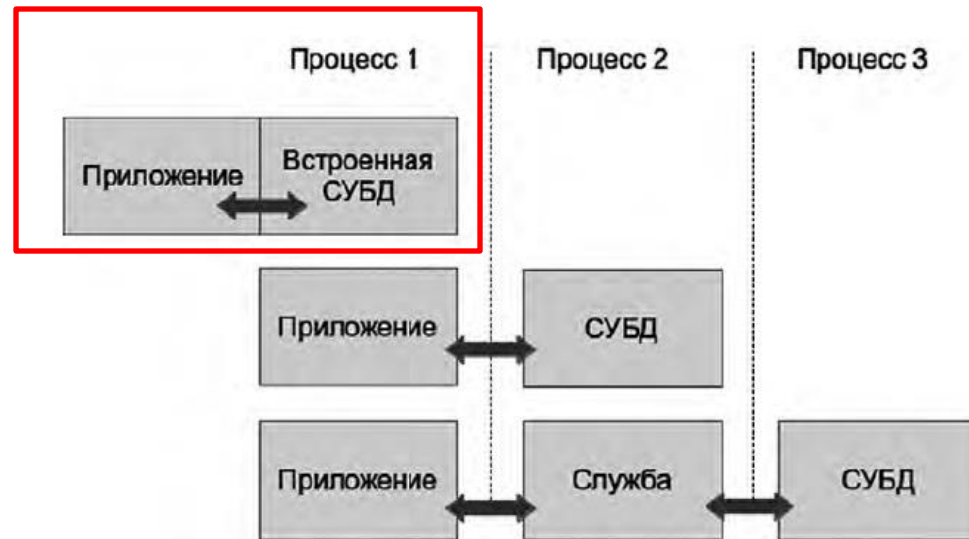 Процесс 1
Процесс 2
Процесс 3
Приложение
Встроенная
СУБД
Приложение
СУБД
Приложение
Служба
СУБД